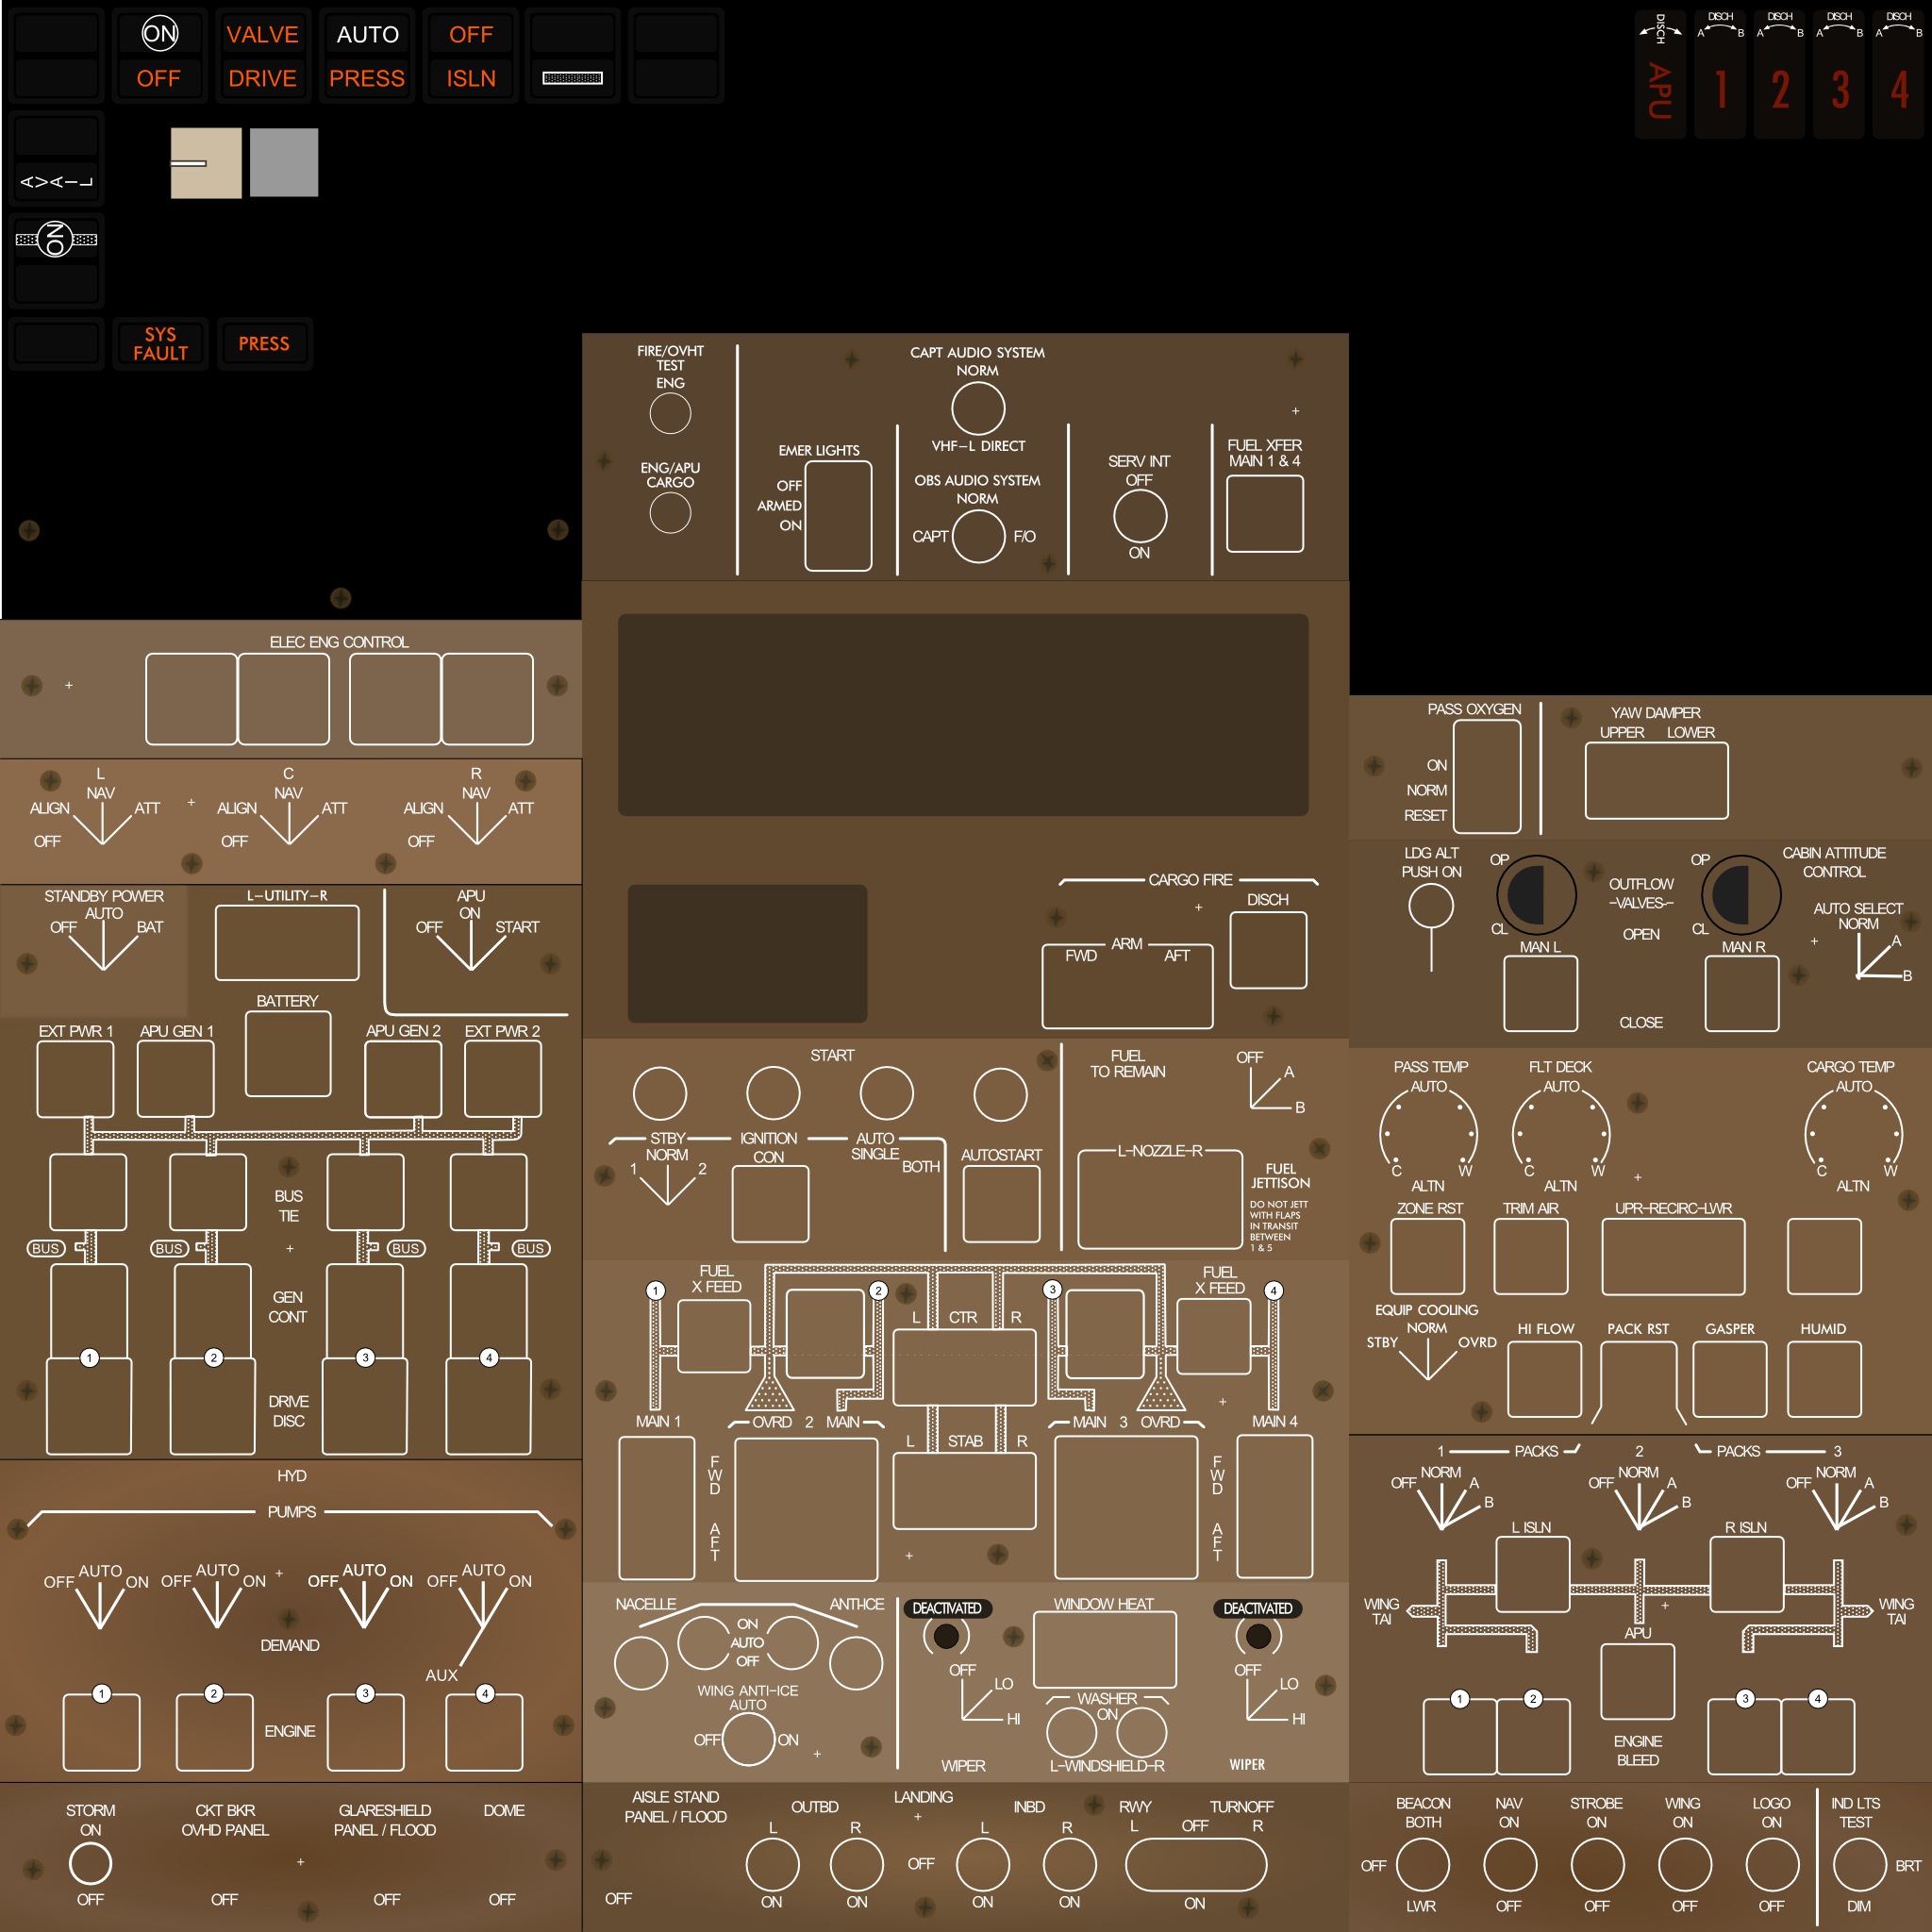 ON
OFF
VALVE
DRIVE
AUTO
PRESS
OFF
ISLN
AVAIL
ON
SYS
FAULT
PRESS
DISCH
APU
DISCH
A B
1
DISCH
A B
2
DISCH
A B
3
DISCH
A B
4
FIRE/OVHT
TEST
ENG
ENG/APU
CARGO
EMER LIGHTS
OFF
ARMED
ON
CAPT AUDIO SYSTEM
NORM
VHF-L DIRECT
OBS AUDIO SYSTEM
NORM
CAPT F/O
SERV INT
OFF
ON
FUEL XFER
MAIN 1 & 4
ELEC ENG CONTROL
L
NAV
ALIGN ATT
OFF
C
NAV
ALIGN ATT
OFF
R
NAV
ALIGN ATT
OFF
STANDBY POWER
AUTO
OFF BAT
L-UTILITY-R
APU
ON
OFF START
BATTERY
EXT PWR 1
APU GEN 1
APU GEN 2
EXT PWR 2
BUS
TIE
BUS
BUS
BUS
BUS
GEN
CONT
1 2 3 4
DRIVE
DISC
HYD
PUMPS
OFF AUTO ON
OFF AUTO ON
OFF AUTO ON
OFF AUTO ON
DEMAND
AUX
1 2 3 4
ENGINE
STORM
ON
OFF
CKT BKR
OVHD PANEL
OFF
GLARESHIELD
PANEL / FLOOD
OFF
DOME
OFF
CARGO FIRE
DISCH
ARM
FWD AFT
START
STBY
NORM
1 2
IGNITION
CON
AUTO
SINGLE
BOTH
AUTOSTART
FUEL
TO REMAIN
OFF
A
B
L-NOZZLE-R
FUEL
JETTISON
DO NOT JETT
WITH FLAPS
IN TRANSIT
BETWEEN
1 & 5
1
FUEL
X FEED
2
L CTR R
3
FUEL
X FEED
4
MAIN 1
OVRD 2 MAIN
MAIN 3 OVRD
MAIN 4
L STAB R
FWD
AFT
FWD
AFT
NACELLE
ANTI-ICE
ON
AUTO
OFF
WING ANTI-ICE
AUTO
OFF ON
DEACTIVATED
OFF
LO
HI
WIPER
WINDOW HEAT
WASHER
ON
L-WINDSHIELD-R
DEACTIVATED
OFF
LO
HI
WIPER
AISLE STAND
PANEL / FLOOD
OFF
LANDING
OUTBD
L R
ON ON
OFF
INBD
L R
ON ON
RWY TURNOFF
L OFF R
ON
PASS OXYGEN
ON
NORM
RESET
YAW DAMPER
UPPER LOWER
LDG ALT
PUSH ON
OP
CL
MAN L
OUTFLOW
-VALVES-
OPEN
CLOSE
OP
CL
MAN R
CABIN ATTITUDE
CONTROL
AUTO SELECT
NORM
A
B
PASS TEMP
AUTO
C W
ALTN
FLT DECK
AUTO
C W
ALTN
CARGO TEMP
AUTO
C W
ALTN
ZONE RST
TRIM AIR
UPR-RECIRC-LWR
EQUIP COOLING
NORM
STBY OVRD
HI FLOW
PACK RST
GASPER
HUMID
1 PACKS 2 PACKS 3
OFF NORM A
B
OFF NORM A
B
OFF NORM A
B
L ISLN
R ISLN
WING
TAI
WING
TAI
APU
1 2 3 4
ENGINE
BLEED
BEACON
BOTH
OFF
LWR
NAV
ON
OFF
STROBE
ON
OFF
WING
ON
OFF
LOGO
ON
OFF
IND LTS
TEST
BRT
DIM